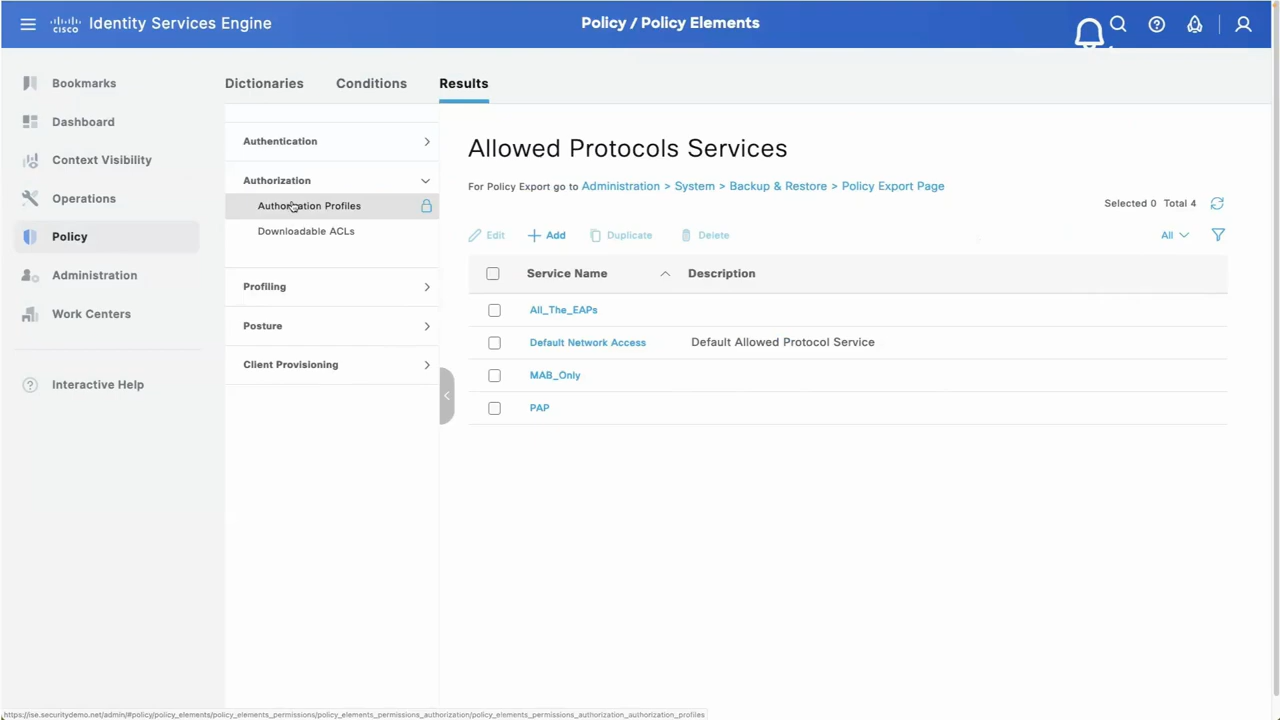 cisco Identity Services Engine
Policy / Policy Elements
Bookmarks
Dashboard
Context Visibility
Operations
Policy
Administration
Work Centers
Interactive Help
Dictionaries Conditions Results
Authentication
Authorization
Authorization Profiles
Downloadable ACLs
Profiling
Posture
Client Provisioning
Allowed Protocols Services
For Policy Export go to Administration > System > Backup & Restore > Policy Export Page
Selected 0 Total 4
Edit Add Duplicate Delete All
Service Name Description
All_The_EAPs
Default Network Access Default Allowed Protocol Service
MAB_Only
PAP
https://ise.securitydemo.net/admin/#policy/policy_elements/policy_elements_permissions/policy_elements_permissions_authorization/policy_elements_permissions_authorization_authorization_profiles